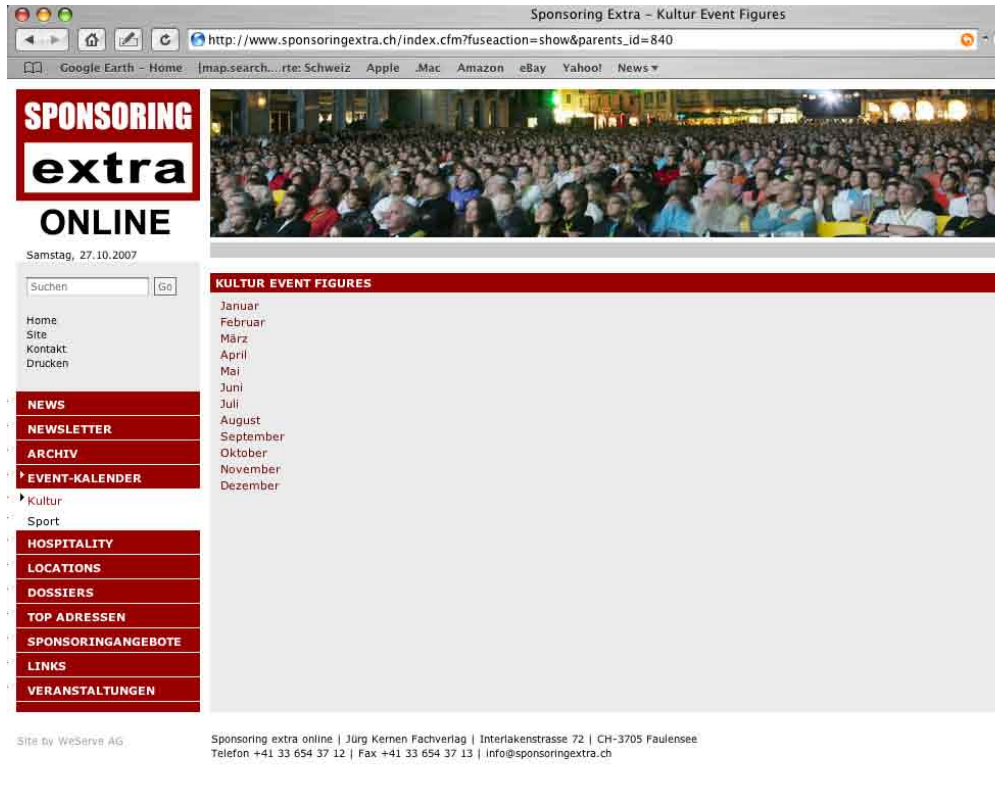 Sponsoring Extra – Kultur Event Figures
http://www.sponsoringextra.ch/index.cfm?fuseaction=show&parents_id=840
Google Earth – Home [map.search....rte: Schweiz Apple .Mac Amazon eBay Yahoo! News ▾
SPONSORING
extra
ONLINE
Samstag, 27.10.2007
Suchen Go
Home
Site
Kontakt
Drucken
NEWS
NEWSLETTER
ARCHIV
EVENT-KALENDER
Kultur
Sport
HOSPITALITY
LOCATIONS
DOSSIERS
TOP ADRESSEN
SPONSORINGANGEBOTE
LINKS
VERANSTALTUNGEN
KULTUR EVENT FIGURES
Januar
Februar
März
April
Mai
Juni
Juli
August
September
Oktober
November
Dezember
Site by WeServe AG
Sponsoring extra online | Jürg Kernen Fachverlag | Interlakenstrasse 72 | CH-3705 Faulensee
Telefon +41 33 654 37 12 | Fax +41 33 654 37 13 | info@sponsoringextra.ch